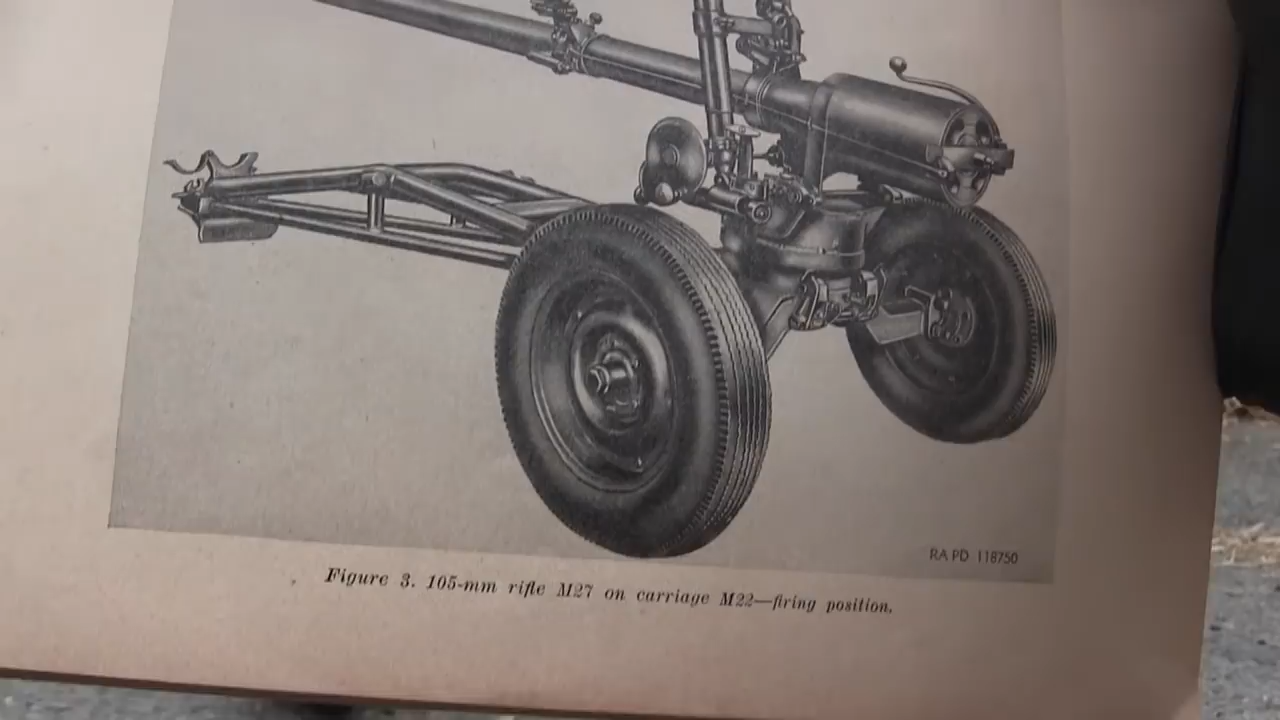 RA PD 118750
Figure 3. 105-mm rifle M27 on carriage M22—firing position.